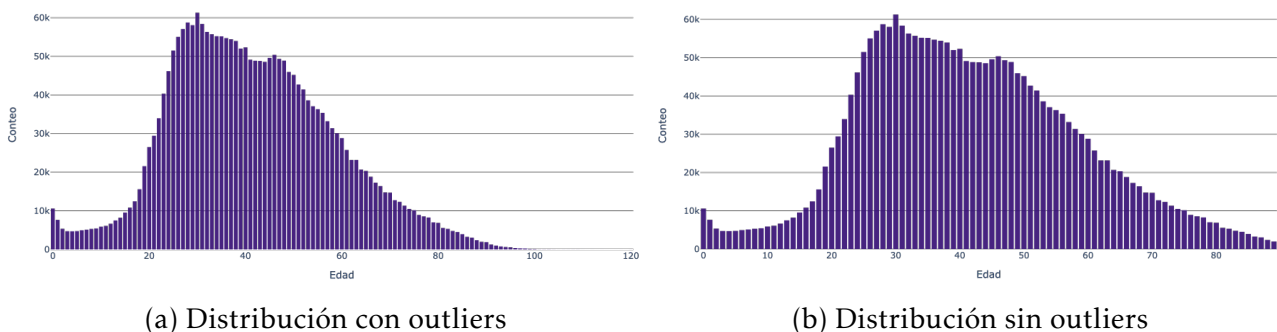 60k
50k
40k
30k
20k
10k
0
Conteo
0 20 40 60 80 100 120
Edad
(a) Distribución con outliers
60k
50k
40k
30k
20k
10k
0
Conteo
0 10 20 30 40 50 60 70 80
Edad
(b) Distribución sin outliers